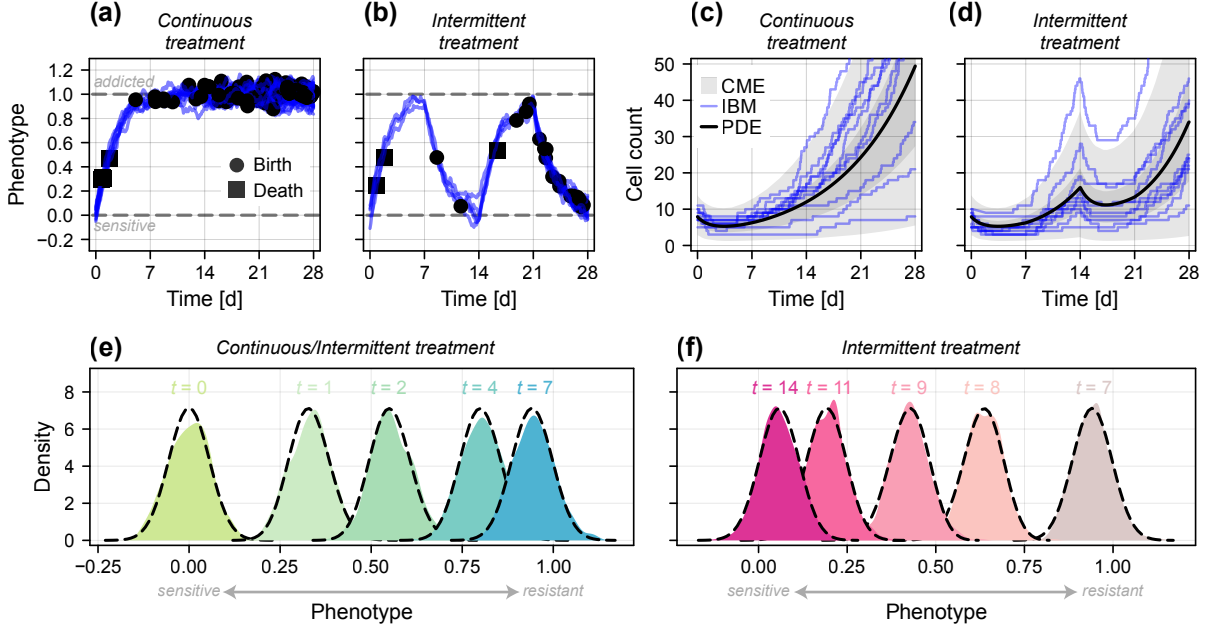 (a)
Continuous
treatment
(b)
Intermittent
treatment
(c)
Continuous
treatment
(d)
Intermittent
treatment
Phenotype
1.2
1.0
0.8
0.6
0.4
0.2
0.0
−0.2
addicted
sensitive
Birth
Death
0 7 14 21 28
Time [d]
0 7 14 21 28
Time [d]
Cell count
50
40
30
20
10
0
CME
IBM
PDE
0 7 14 21 28
Time [d]
0 7 14 21 28
Time [d]
(e)
Continuous/Intermittent treatment
Density
8
6
4
2
0
t = 0
t = 1
t = 2
t = 4
t = 7
−0.25 0.00 0.25 0.50 0.75 1.00
sensitive
resistant
Phenotype
(f)
Intermittent treatment
t = 14
t = 11
t = 9
t = 8
t = 7
0.00 0.25 0.50 0.75 1.00
sensitive
resistant
Phenotype